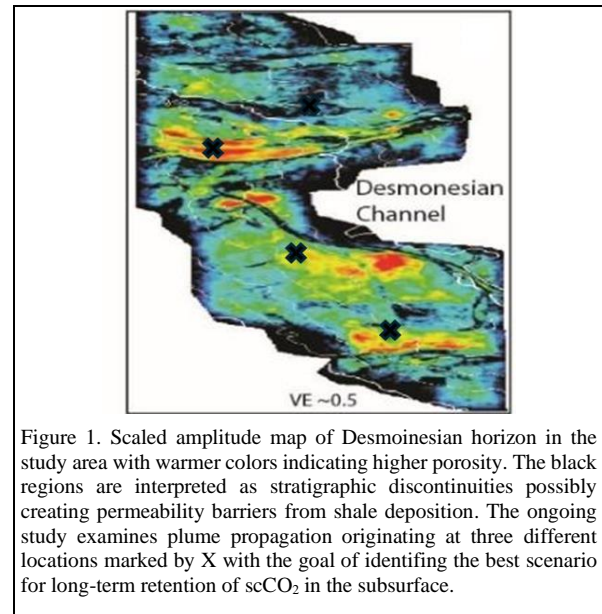 Desmonesian
Channel
VE ~0.5
Figure 1. Scaled amplitude map of Desmoinesian horizon in the
study area with warmer colors indicating higher porosity. The black
regions are interpreted as stratigraphic discontinuities possibly
creating permeability barriers from shale deposition. The ongoing
study examines plume propagation originating at three different
locations marked by X with the goal of identifing the best scenario
for long-term retention of scCO₂ in the subsurface.